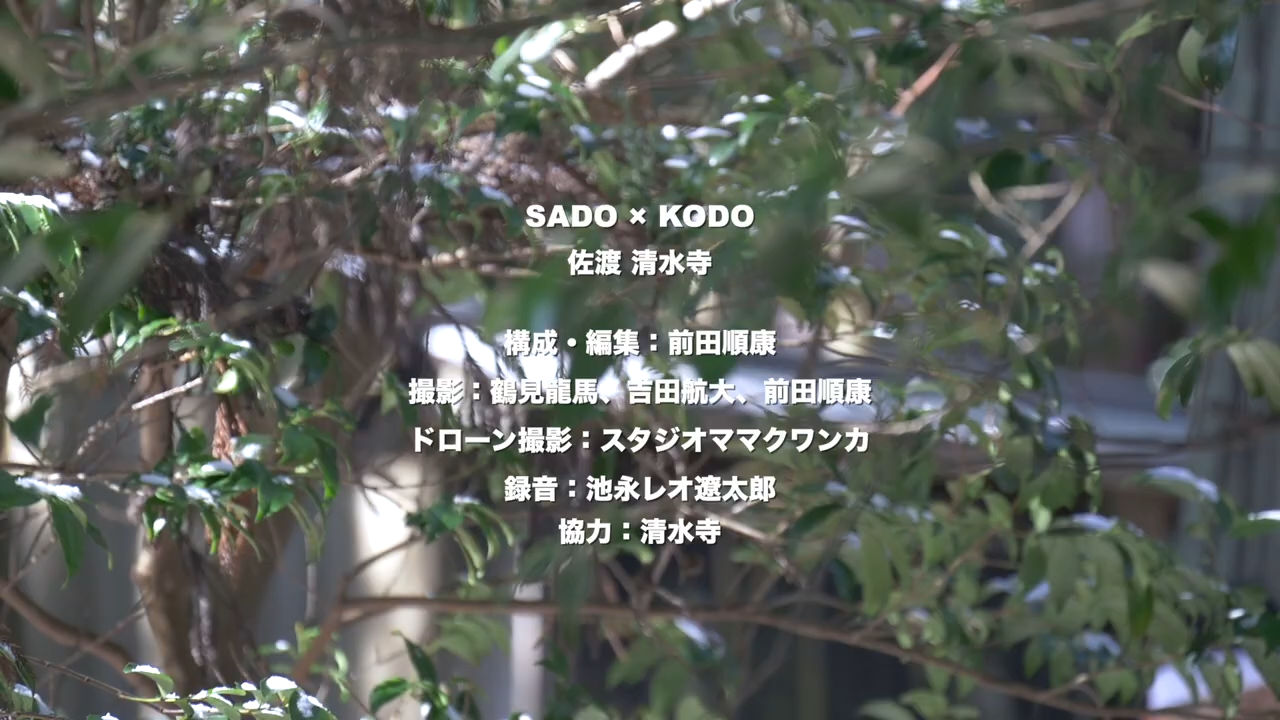 SADO × KODO
佐渡 清水寺
構成・編集：前田順康
撮影：鶴見龍馬、吉田航大、前田順康
ドローン撮影：スタジオママクワンカ
録音：池永レオ遼太郎
協力：清水寺